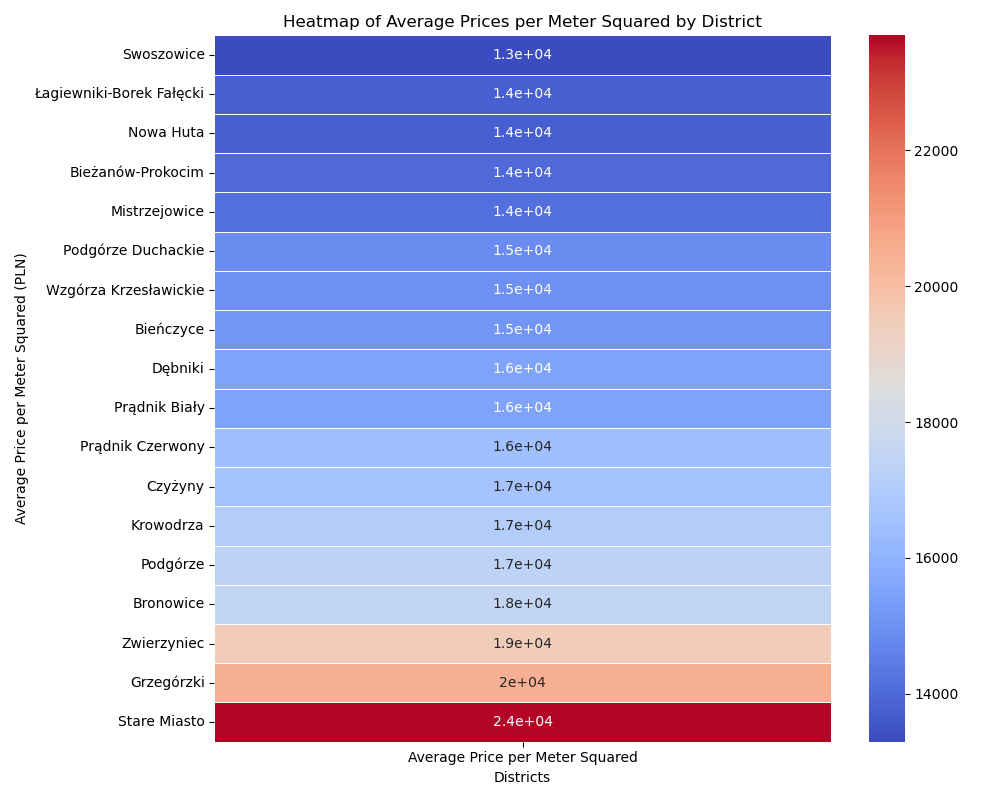 Heatmap of Average Prices per Meter Squared by District
Swoszowice 1.3e+04
Łagiewniki-Borek Fałęcki 1.4e+04
Nowa Huta 1.4e+04
Bieżanów-Prokocim 1.4e+04
Mistrzejowice 1.4e+04
Podgórze Duchackie 1.5e+04
Wzgórza Krzesławickie 1.5e+04
Bieńczyce 1.5e+04
Dębniki 1.6e+04
Prądnik Biały 1.6e+04
Prądnik Czerwony 1.6e+04
Czyżyny 1.7e+04
Krowodrza 1.7e+04
Podgórze 1.7e+04
Bronowice 1.8e+04
Zwierzyniec 1.9e+04
Grzegórzki 2e+04
Stare Miasto 2.4e+04
Average Price per Meter Squared (PLN)
Average Price per Meter Squared
Districts
22000
20000
18000
16000
14000